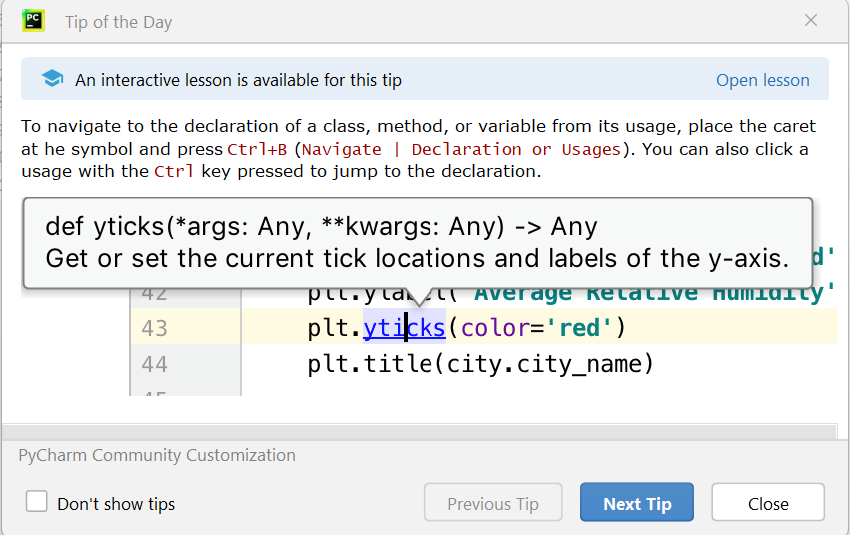 PC Tip of the Day
An interactive lesson is available for this tip Open lesson
To navigate to the declaration of a class, method, or variable from its usage, place the caret
at he symbol and press Ctrl+B (Navigate | Declaration or Usages). You can also click a
usage with the Ctrl key pressed to jump to the declaration.
def yticks(*args: Any, **kwargs: Any) -> Any
Get or set the current tick locations and labels of the y-axis.
d'
42 plt.ylabel('Average Relative Humidity'
43 plt.yticks(color='red')
44 plt.title(city.city_name)
45
PyCharm Community Customization
Don't show tips Previous Tip Next Tip Close